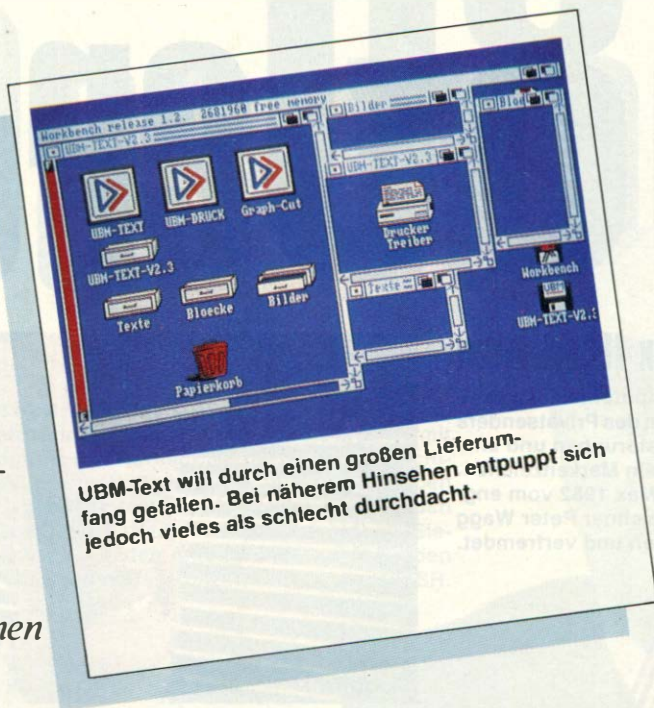 Workbench release 1.2. 2681968 free memory
UBM-TEXT-V2.3
Bilder
UBM-TEXT
UBM-DRUCK
Graph-Cut
UBM-TEXT-V2.3
Texte
Bloecke
Bilder
Papierkorb
UBM-TEXT-V2.3
Drucker
Treiber
Texte
Bloe
Workbench
UBM-TEXT-V2.3
UBM-Text will durch einen großen Lieferum-
fang gefallen. Bei näherem Hinsehen entpuppt sich
jedoch vieles als schlecht durchdacht.